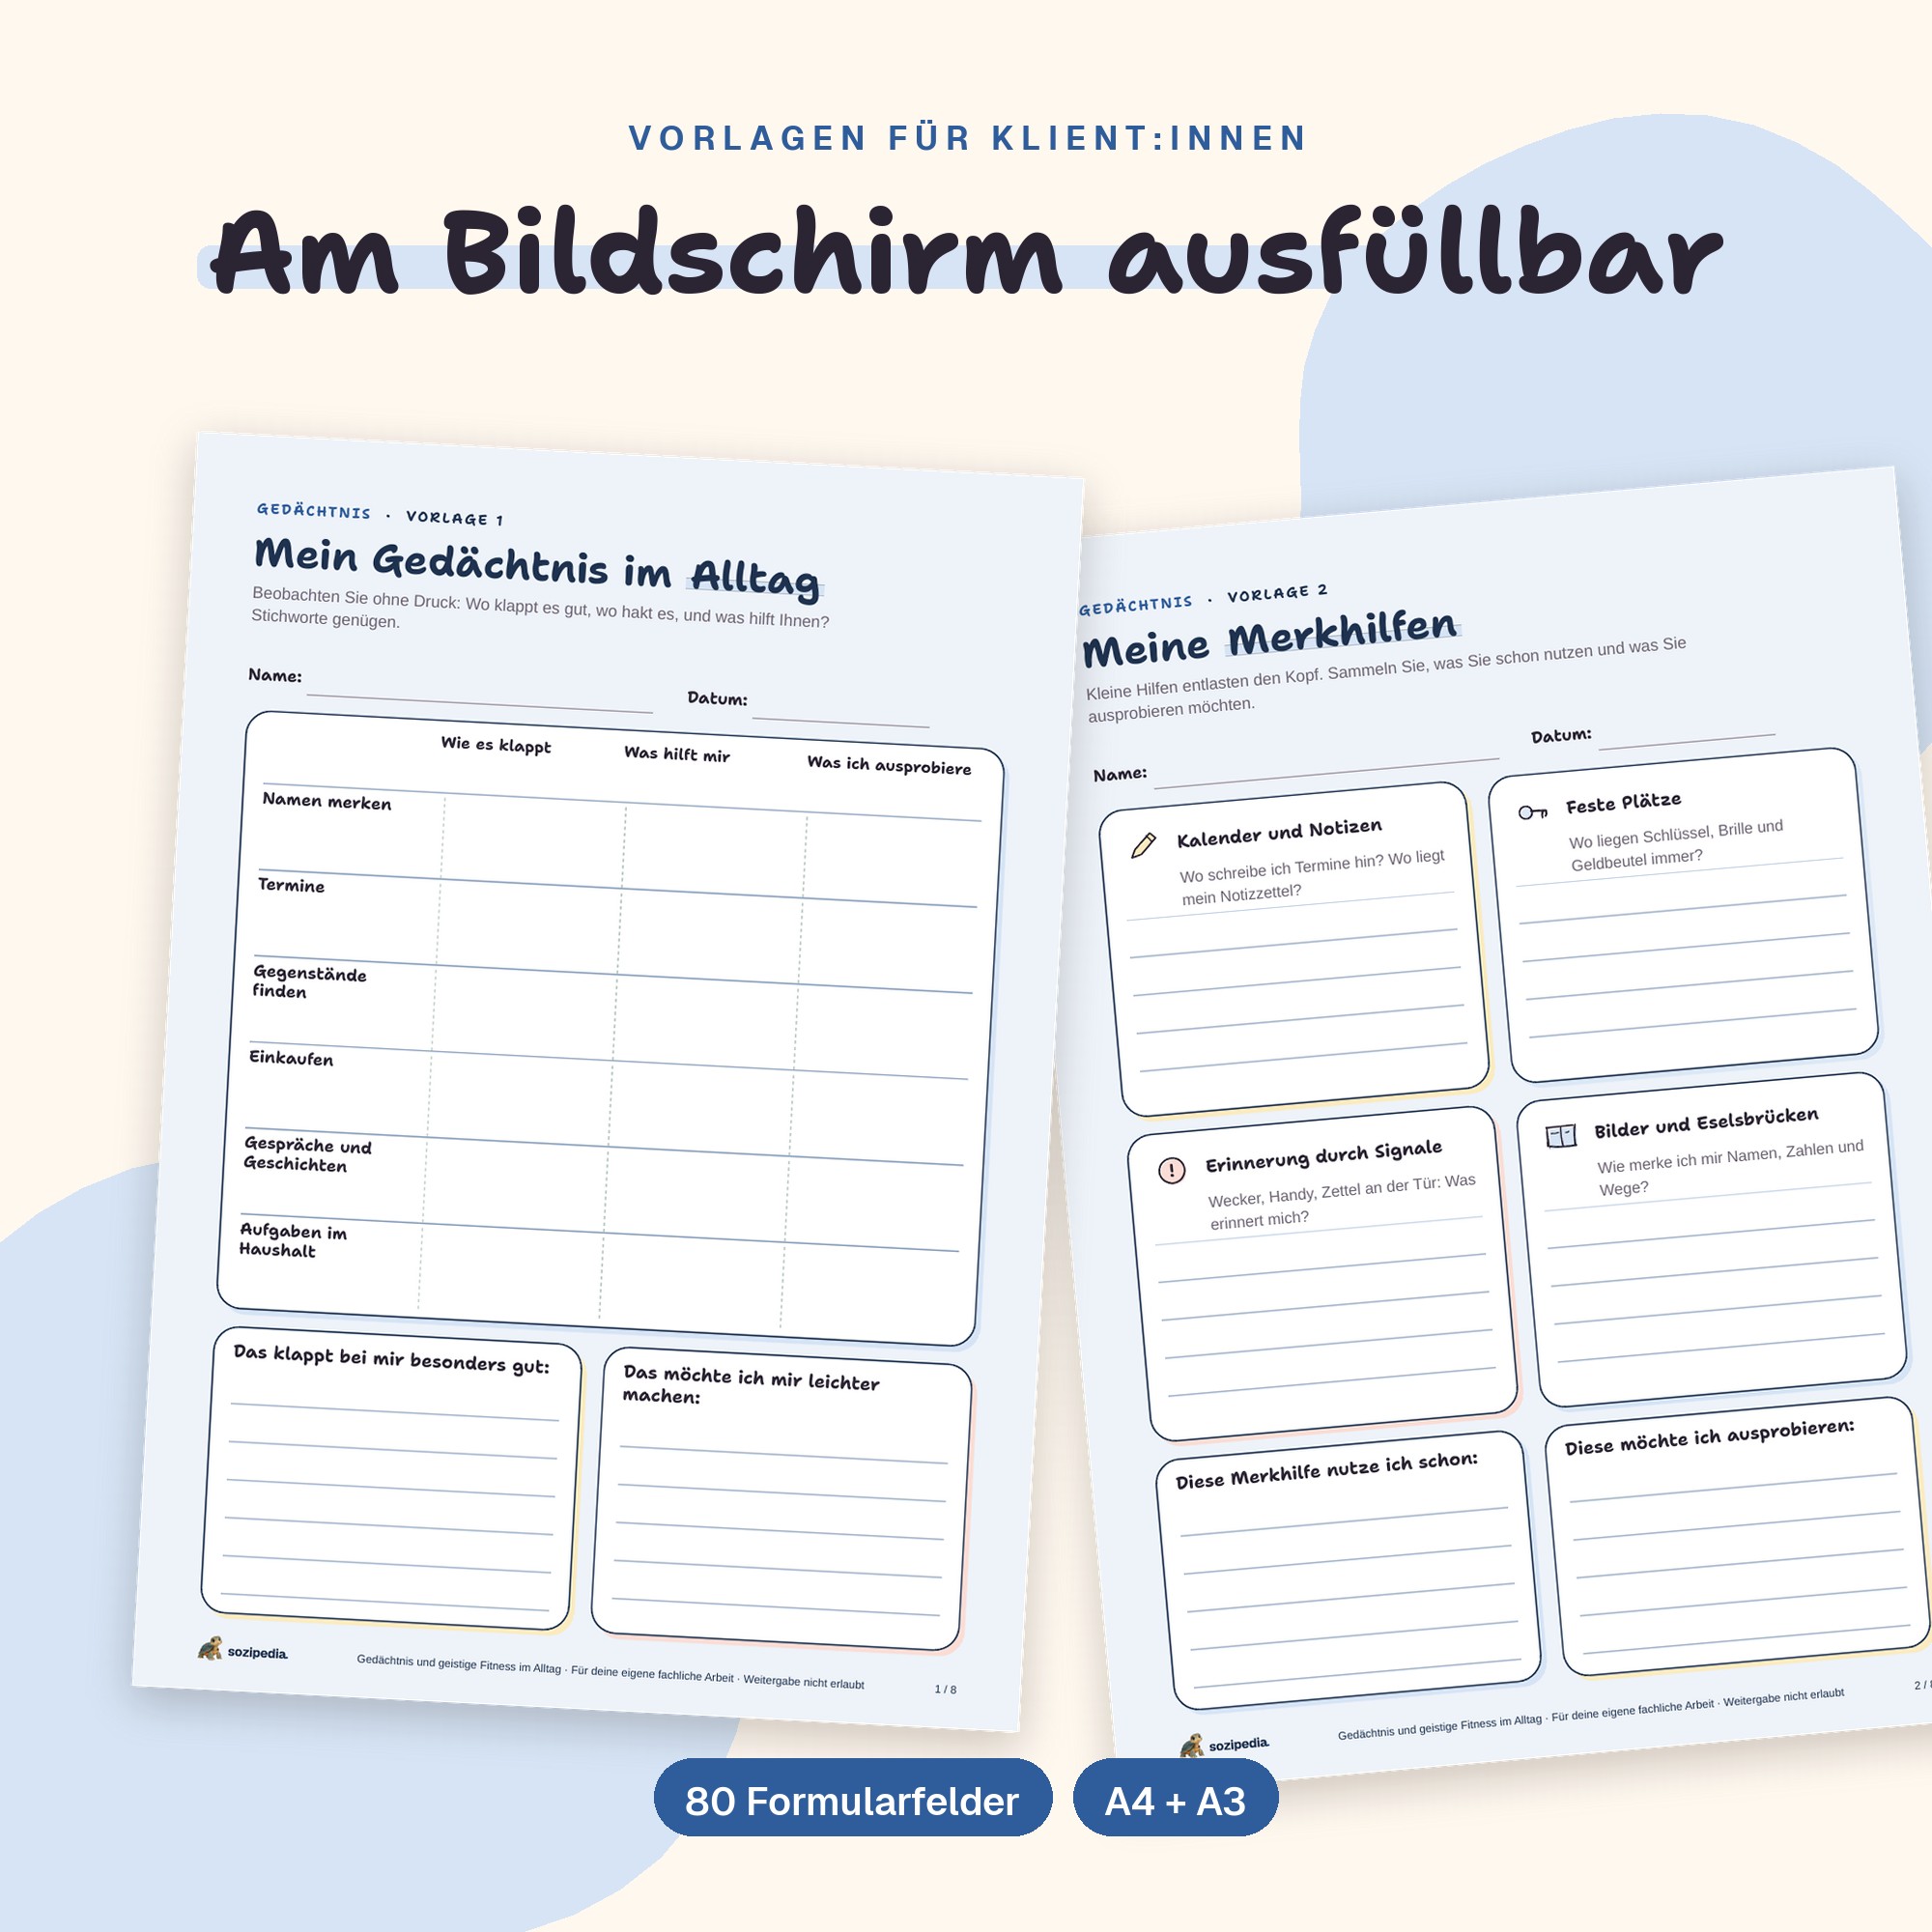 VORLAGEN FÜR KLIENT:INNEN
Am Bildschirm ausfüllbar
GEDÄCHTNIS · VORLAGE 1
Mein Gedächtnis im Alltag
Beobachten Sie ohne Druck: Wo klappt es gut, wo hakt es, und was hilft Ihnen?
Stichworte genügen.
Name:
Datum:
Wie es klappt
Was hilft mir
Was ich ausprobiere
Namen merken
Termine
Gegenstände
finden
Einkaufen
Gespräche und
Geschichten
Aufgaben im
Haushalt
Das klappt bei mir besonders gut:
Das möchte ich mir leichter
machen:
sozipedia.
Gedächtnis und geistige Fitness im Alltag · Für deine eigene fachliche Arbeit · Weitergabe nicht erlaubt
1 / 8
GEDÄCHTNIS · VORLAGE 2
Meine Merkhilfen
Kleine Hilfen entlasten den Kopf. Sammeln Sie, was Sie schon nutzen und was Sie
ausprobieren möchten.
Name:
Datum:
Kalender und Notizen
Wo schreibe ich Termine hin? Wo liegt
mein Notizzettel?
Feste Plätze
Wo liegen Schlüssel, Brille und
Geldbeutel immer?
Erinnerung durch Signale
Wecker, Handy, Zettel an der Tür: Was
erinnert mich?
Bilder und Eselsbrücken
Wie merke ich mir Namen, Zahlen und
Wege?
Diese Merkhilfe nutze ich schon:
Diese möchte ich ausprobieren:
sozipedia.
Gedächtnis und geistige Fitness im Alltag · Für deine eigene fachliche Arbeit · Weitergabe nicht erlaubt
2 / 8
80 Formularfelder
A4 + A3